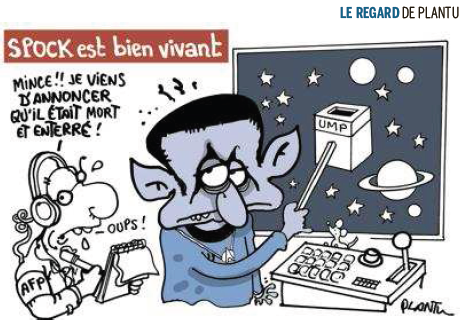 LE REGARD DE PLANTU
SPOCK est bien vivant
MINCE!! JE VIENS
D'ANNONCER
QU'IL ÉTAIT MORT
ET ENTERRÉ !
OUPS!
AFP
UMP
PLANTU